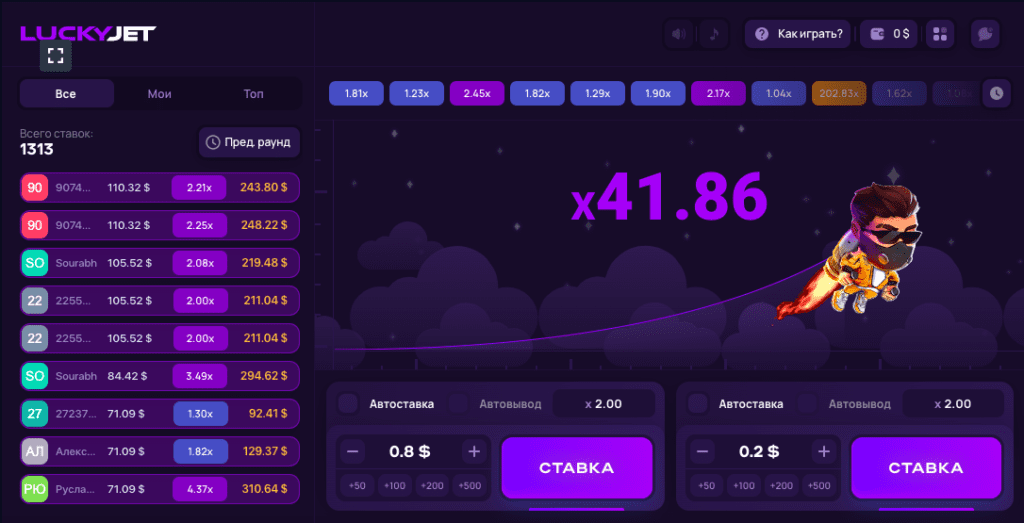 LUCKYJET
Как играть?
0 $
Все Мои Топ
1.81x 1.23x 2.45x 1.82x 1.29x 1.90x 2.17x 1.04x 202.83x 1.62x
Всего ставок:
1313
Пред. раунд
90 9074... 110.32 $ 2.21x 243.80 $
90 9074... 110.32 $ 2.25x 248.22 $
SO Sourabh 105.52 $ 2.08x 219.48 $
22 2255... 105.52 $ 2.00x 211.04 $
22 2255... 105.52 $ 2.00x 211.04 $
SO Sourabh 84.42 $ 3.49x 294.62 $
27 27237... 71.09 $ 1.30x 92.41 $
АЛ Алекс... 71.09 $ 1.82x 129.37 $
РЮ Русла... 71.09 $ 4.37x 310.64 $
x41.86
Автоставка Автовывод x 2.00
0.8 $
+50 +100 +200 +500
СТАВКА
Автоставка Автовывод x 2.00
0.2 $
+50 +100 +200 +500
СТАВКА